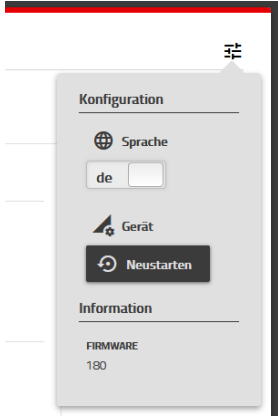 Konfiguration
Sprache
de
Gerät
Neustarten
Information
FIRMWARE
180